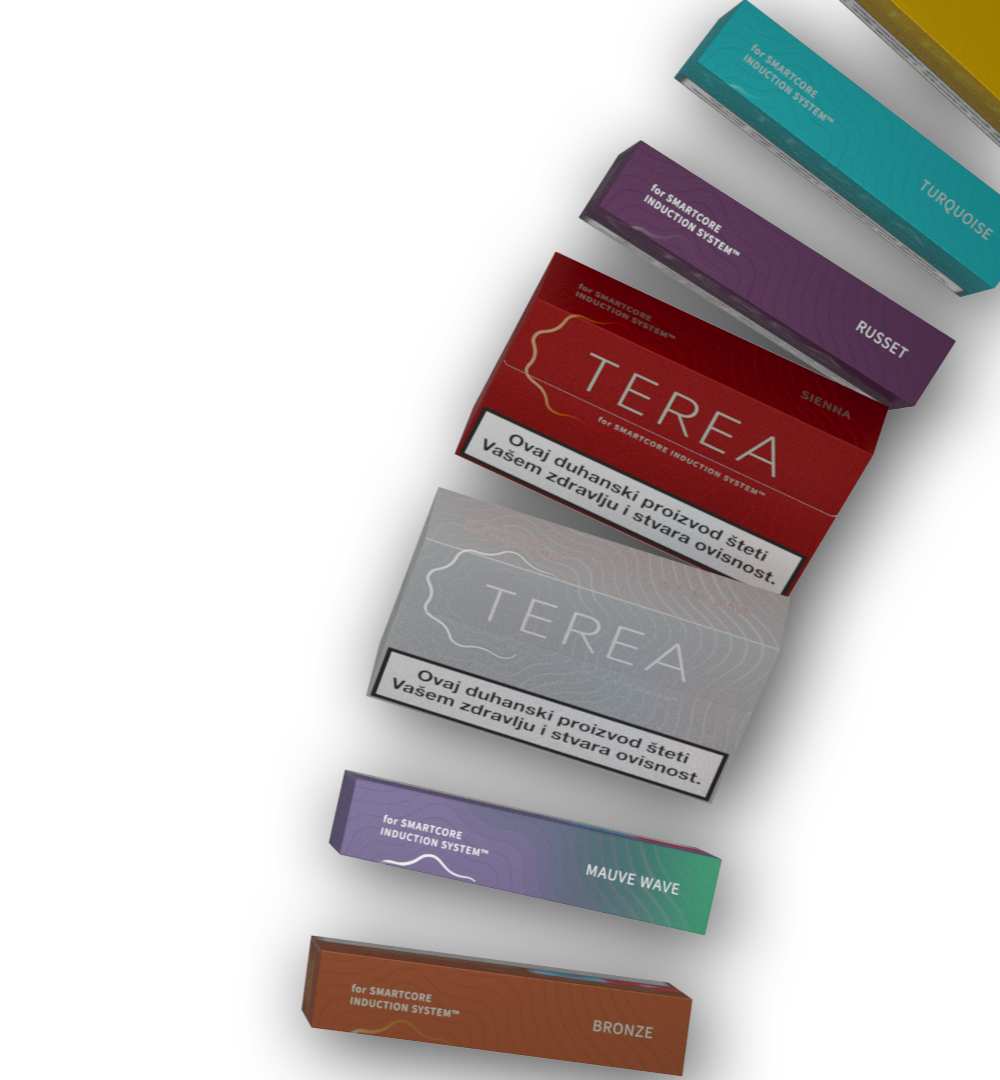 for SMARTCORE
INDUCTION SYSTEM™
TURQUOISE
for SMARTCORE
INDUCTION SYSTEM™
RUSSET
for SMARTCORE
INDUCTION SYSTEM™
SIENNA
TEREA
for SMARTCORE INDUCTION SYSTEM™
Ovaj duhanski proizvod šteti
Vašem zdravlju i stvara ovisnost.
TEREA
Ovaj duhanski proizvod šteti
Vašem zdravlju i stvara ovisnost.
for SMARTCORE
INDUCTION SYSTEM™
MAUVE WAVE
for SMARTCORE
INDUCTION SYSTEM™
BRONZE